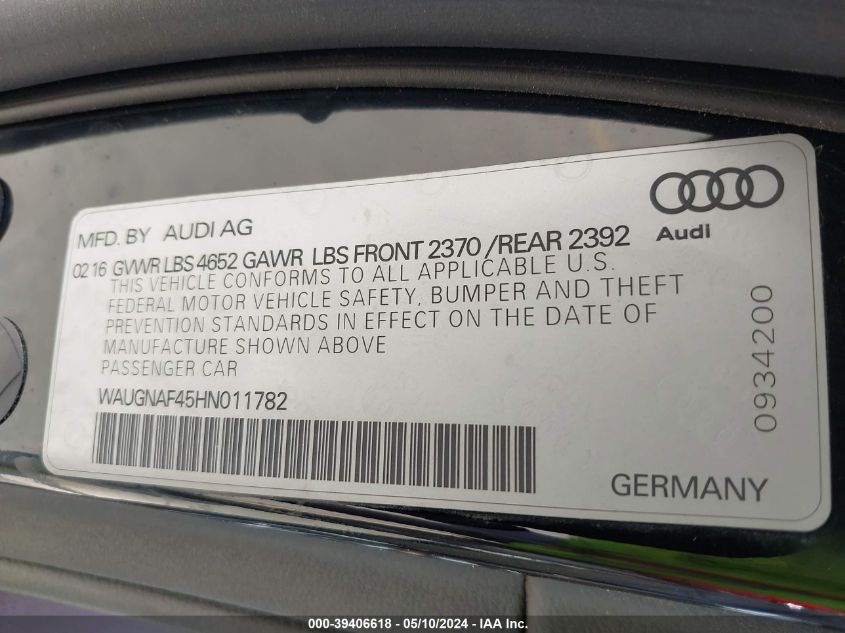 MFD. BY AUDI AG
Audi
02 16 GVWR LBS 4652 GAWR LBS FRONT 2370 /REAR 2392
THIS VEHICLE CONFORMS TO ALL APPLICABLE U.S.
FEDERAL MOTOR VEHICLE SAFETY, BUMPER AND THEFT
PREVENTION STANDARDS IN EFFECT ON THE DATE OF
MANUFACTURE SHOWN ABOVE
PASSENGER CAR
WAUGNAF45HN011782
0934200
GERMANY
000-39406618 - 05/10/2024 - IAA Inc.